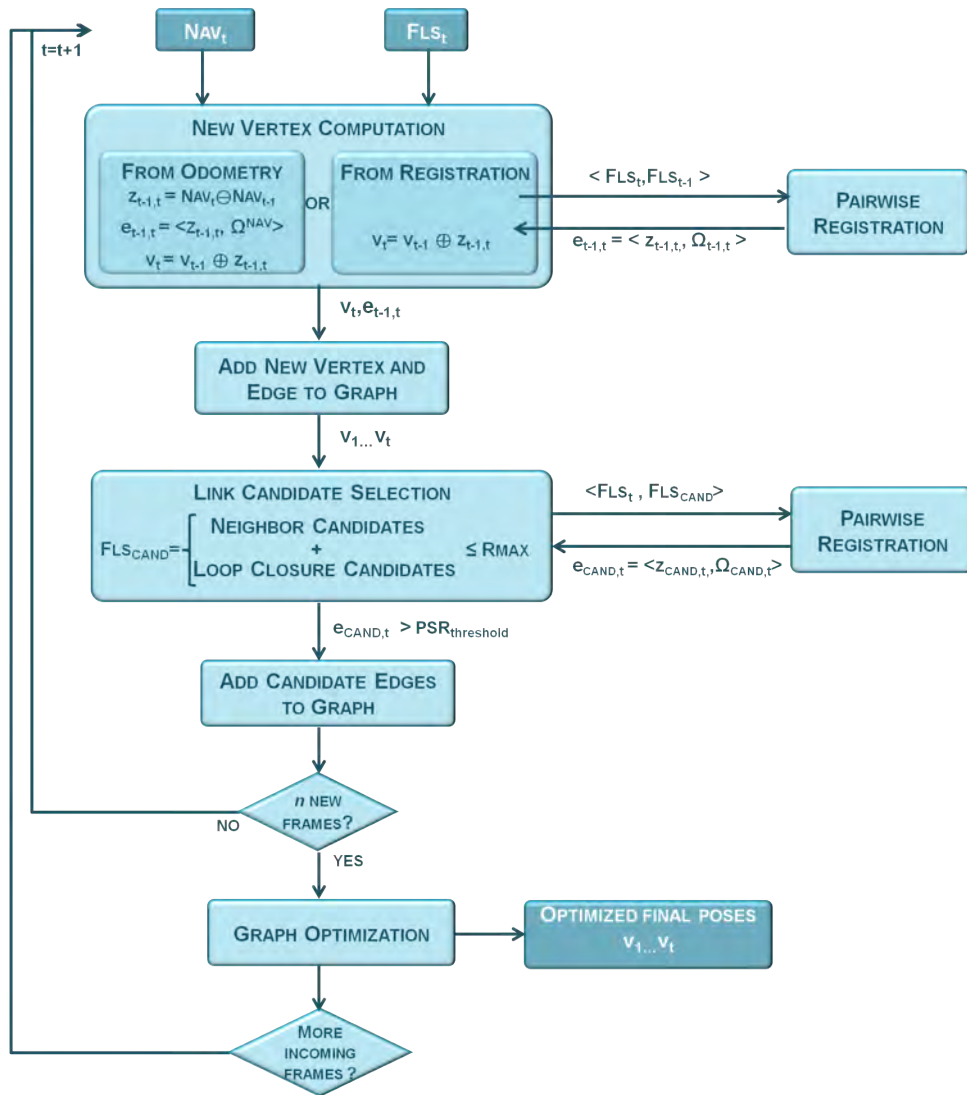 t=t+1
NAVt
FLSt
NEW VERTEX COMPUTATION
FROM ODOMETRY
zt-1,t = NAVt⊖NAVt-1
et-1,t = <zt-1,t, Ω^NAV>
vt = vt-1 ⊕ zt-1,t
OR
FROM REGISTRATION
vt= vt-1 ⊕ zt-1,t
< FLSt,FLSt-1 >
et-1,t = < zt-1,t, Ωt-1,t >
PAIRWISE
REGISTRATION
vt,et-1,t
ADD NEW VERTEX AND
EDGE TO GRAPH
v1...vt
LINK CANDIDATE SELECTION
FLSCAND=
NEIGHBOR CANDIDATES
+
LOOP CLOSURE CANDIDATES
≤ RMAX
<FLSt , FLSCAND>
eCAND,t = <zCAND,t,ΩCAND,t>
PAIRWISE
REGISTRATION
eCAND,t > PSRthreshold
ADD CANDIDATE EDGES
TO GRAPH
n NEW
FRAMES?
NO
YES
GRAPH OPTIMIZATION
OPTIMIZED FINAL POSES
v1...vt
MORE
INCOMING
FRAMES ?